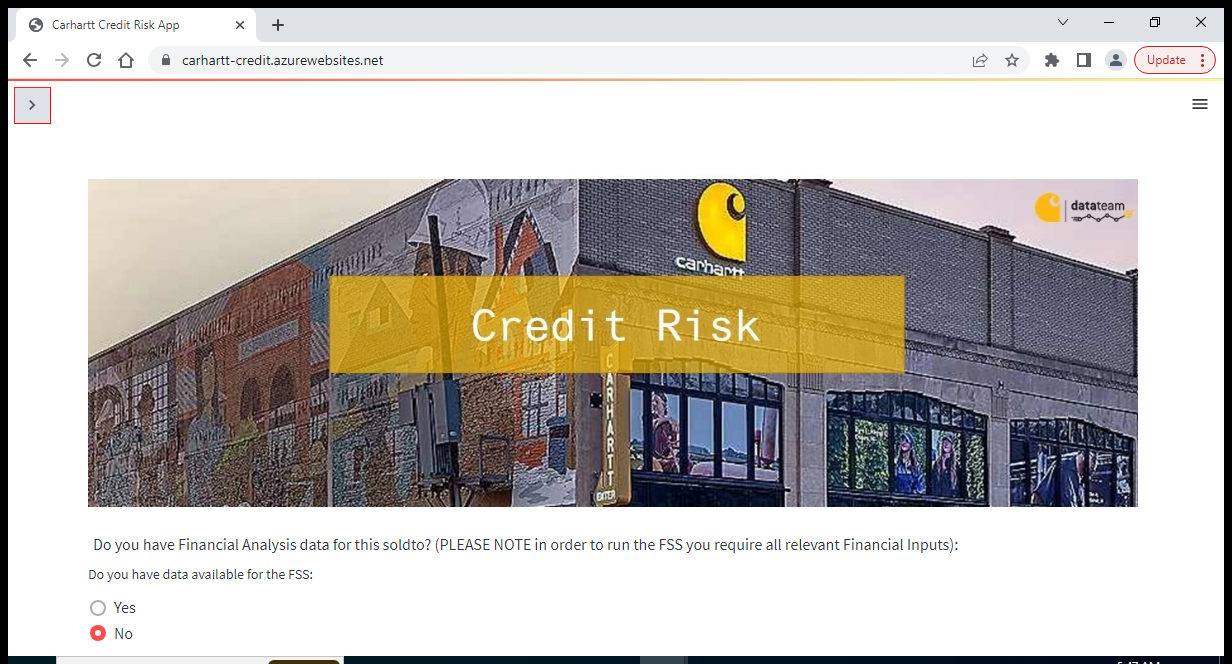 Carhartt Credit Risk App
carhartt-credit.azurewebsites.net
Update
datateam
carhartt
Credit Risk
CARHARTT
ENTER
Do you have Financial Analysis data for this soldto? (PLEASE NOTE in order to run the FSS you require all relevant Financial Inputs):
Do you have data available for the FSS:
Yes
No